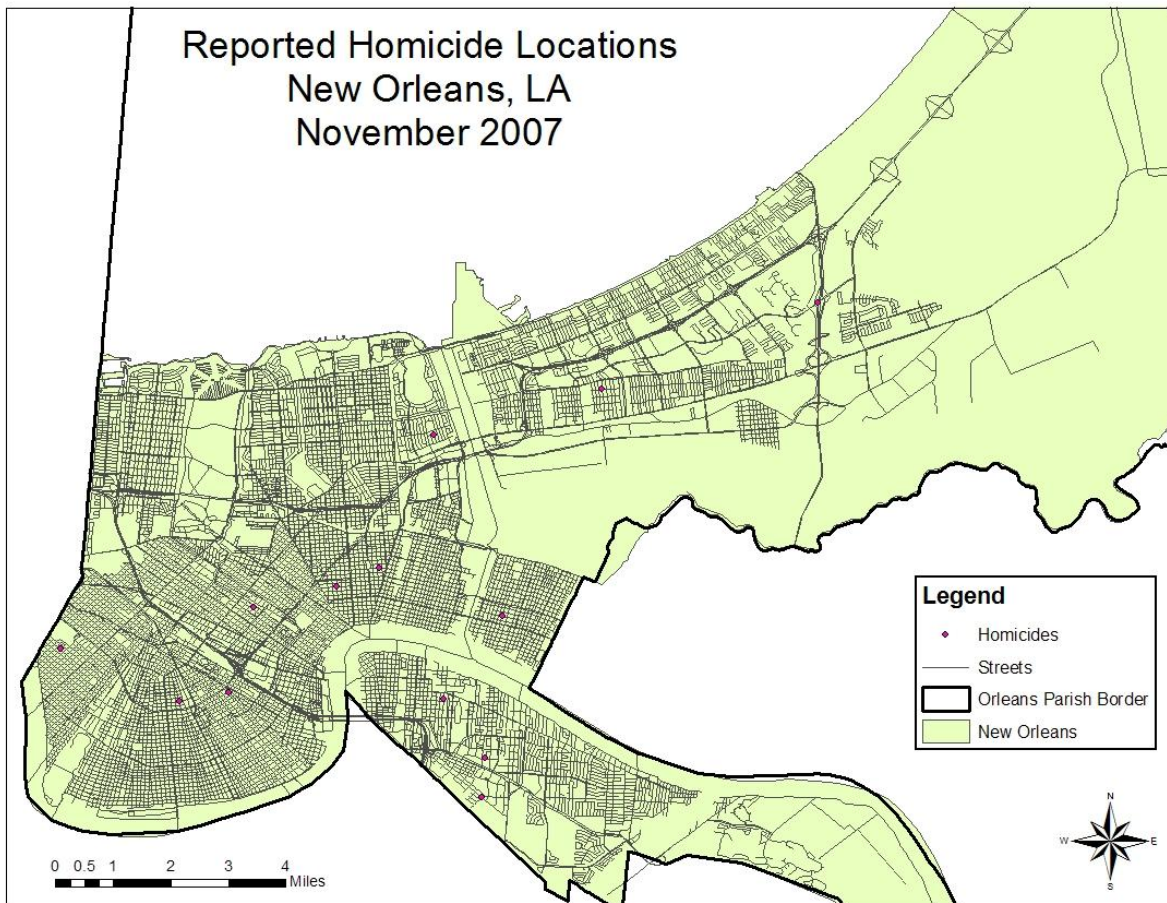 Reported Homicide Locations
New Orleans, LA
November 2007
Legend
Homicides
Streets
Orleans Parish Border
New Orleans
0 0.5 1 2 3 4
Miles
N
W E
S